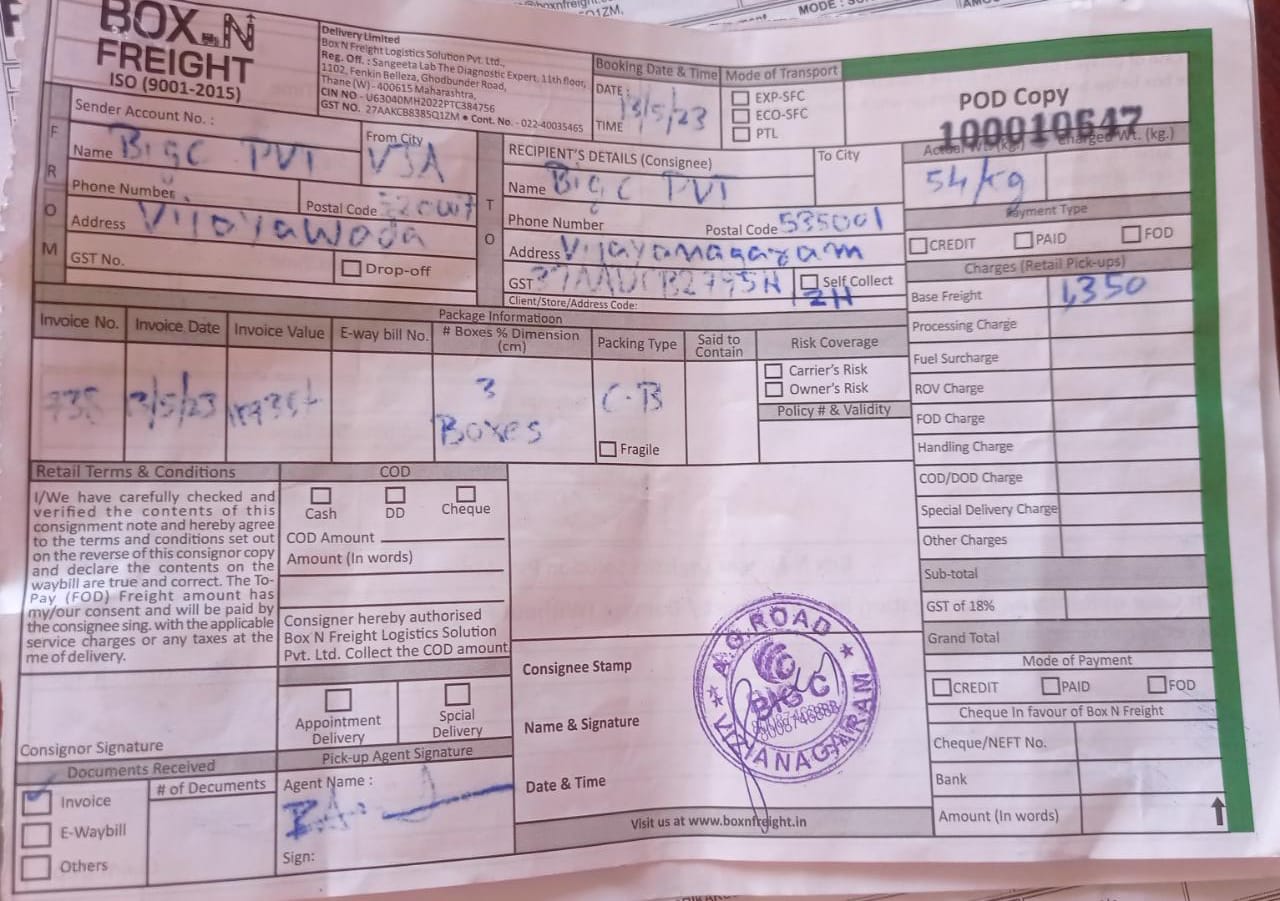 BOX N
FREIGHT
ISO (9001-2015)
Delivery Limited
Box N Freight Logistics Solution Pvt. Ltd.,
Reg. Off. : Sangeeta Lab The Diagnostic Expert, 11th floor,
1102, Fenkin Belleza, Ghodbunder Road,
Thane (W) - 400615 Maharashtra.
CIN NO - U63040MH2022PTC384756
GST NO. 27AAKCB8385Q1ZM • Cont. No. - 022-40035465
Booking Date & Time
DATE : 13/5/23
TIME
Mode of Transport
EXP-SFC
ECO-SFC
PTL
POD Copy
100010547
FROM
Sender Account No. :
Name BigC PVT
From City
VJA
Phone Number
Postal Code
Address Vijoyawada
GST No.
Drop-off
TO
RECIPIENT'S DETAILS (Consignee)
To City
Name BigC PVT
Phone Number
Postal Code 535001
Address Vijayanagaram
GST 37AADCB2795H
Self Collect
ZH
Client/Store/Address Code:
Actual Wt. (kg.)
Charged Wt. (kg.)
54/kg
Payment Type
CREDIT PAID FOD
Charges (Retail Pick-ups)
Base Freight 1,350
Processing Charge
Fuel Surcharge
ROV Charge
FOD Charge
Handling Charge
COD/DOD Charge
Special Delivery Charge
Other Charges
Sub-total
GST of 18%
Grand Total
Mode of Payment
CREDIT PAID FOD
Cheque In favour of Box N Freight
Cheque/NEFT No.
Bank
Amount (In words)
Package Informatioon
Invoice No. Invoice Date Invoice Value E-way bill No. # Boxes % Dimension (cm) Packing Type Said to Contain Risk Coverage
13/5/23
3
Boxes
C-B
Fragile
Carrier's Risk
Owner's Risk
Policy # & Validity
Retail Terms & Conditions
I/We have carefully checked and
verified the contents of this
consignment note and hereby agree
to the terms and conditions set out
on the reverse of this consignor copy
and declare the contents on the
waybill are true and correct. The To-
Pay (FOD) Freight amount has
my/our consent and will be paid by
the consignee sing. with the applicable
service charges or any taxes at the
me of delivery.
Consignor Signature
COD
Cash DD Cheque
COD Amount
Amount (In words)
Consigner hereby authorised
Box N Freight Logistics Solution
Pvt. Ltd. Collect the COD amount
Appointment Delivery
Spcial Delivery
Documents Received
Invoice
E-Waybill
Others
# of Decuments
Pick-up Agent Signature
Agent Name :
Sign:
Consignee Stamp
Name & Signature
Date & Time
A.G.ROAD
BIG C
VIZIANAGARAM
Visit us at www.boxnfreight.in